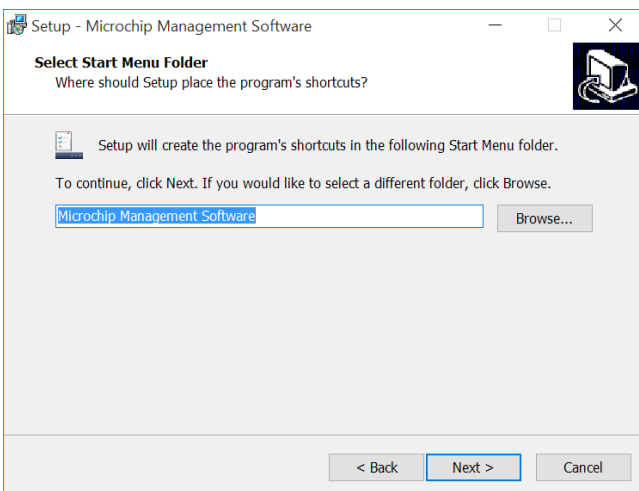 Setup - Microchip Management Software
Select Start Menu Folder
Where should Setup place the program's shortcuts?
Setup will create the program's shortcuts in the following Start Menu folder.
To continue, click Next. If you would like to select a different folder, click Browse.
Microchip Management Software
Browse...
< Back
Next >
Cancel